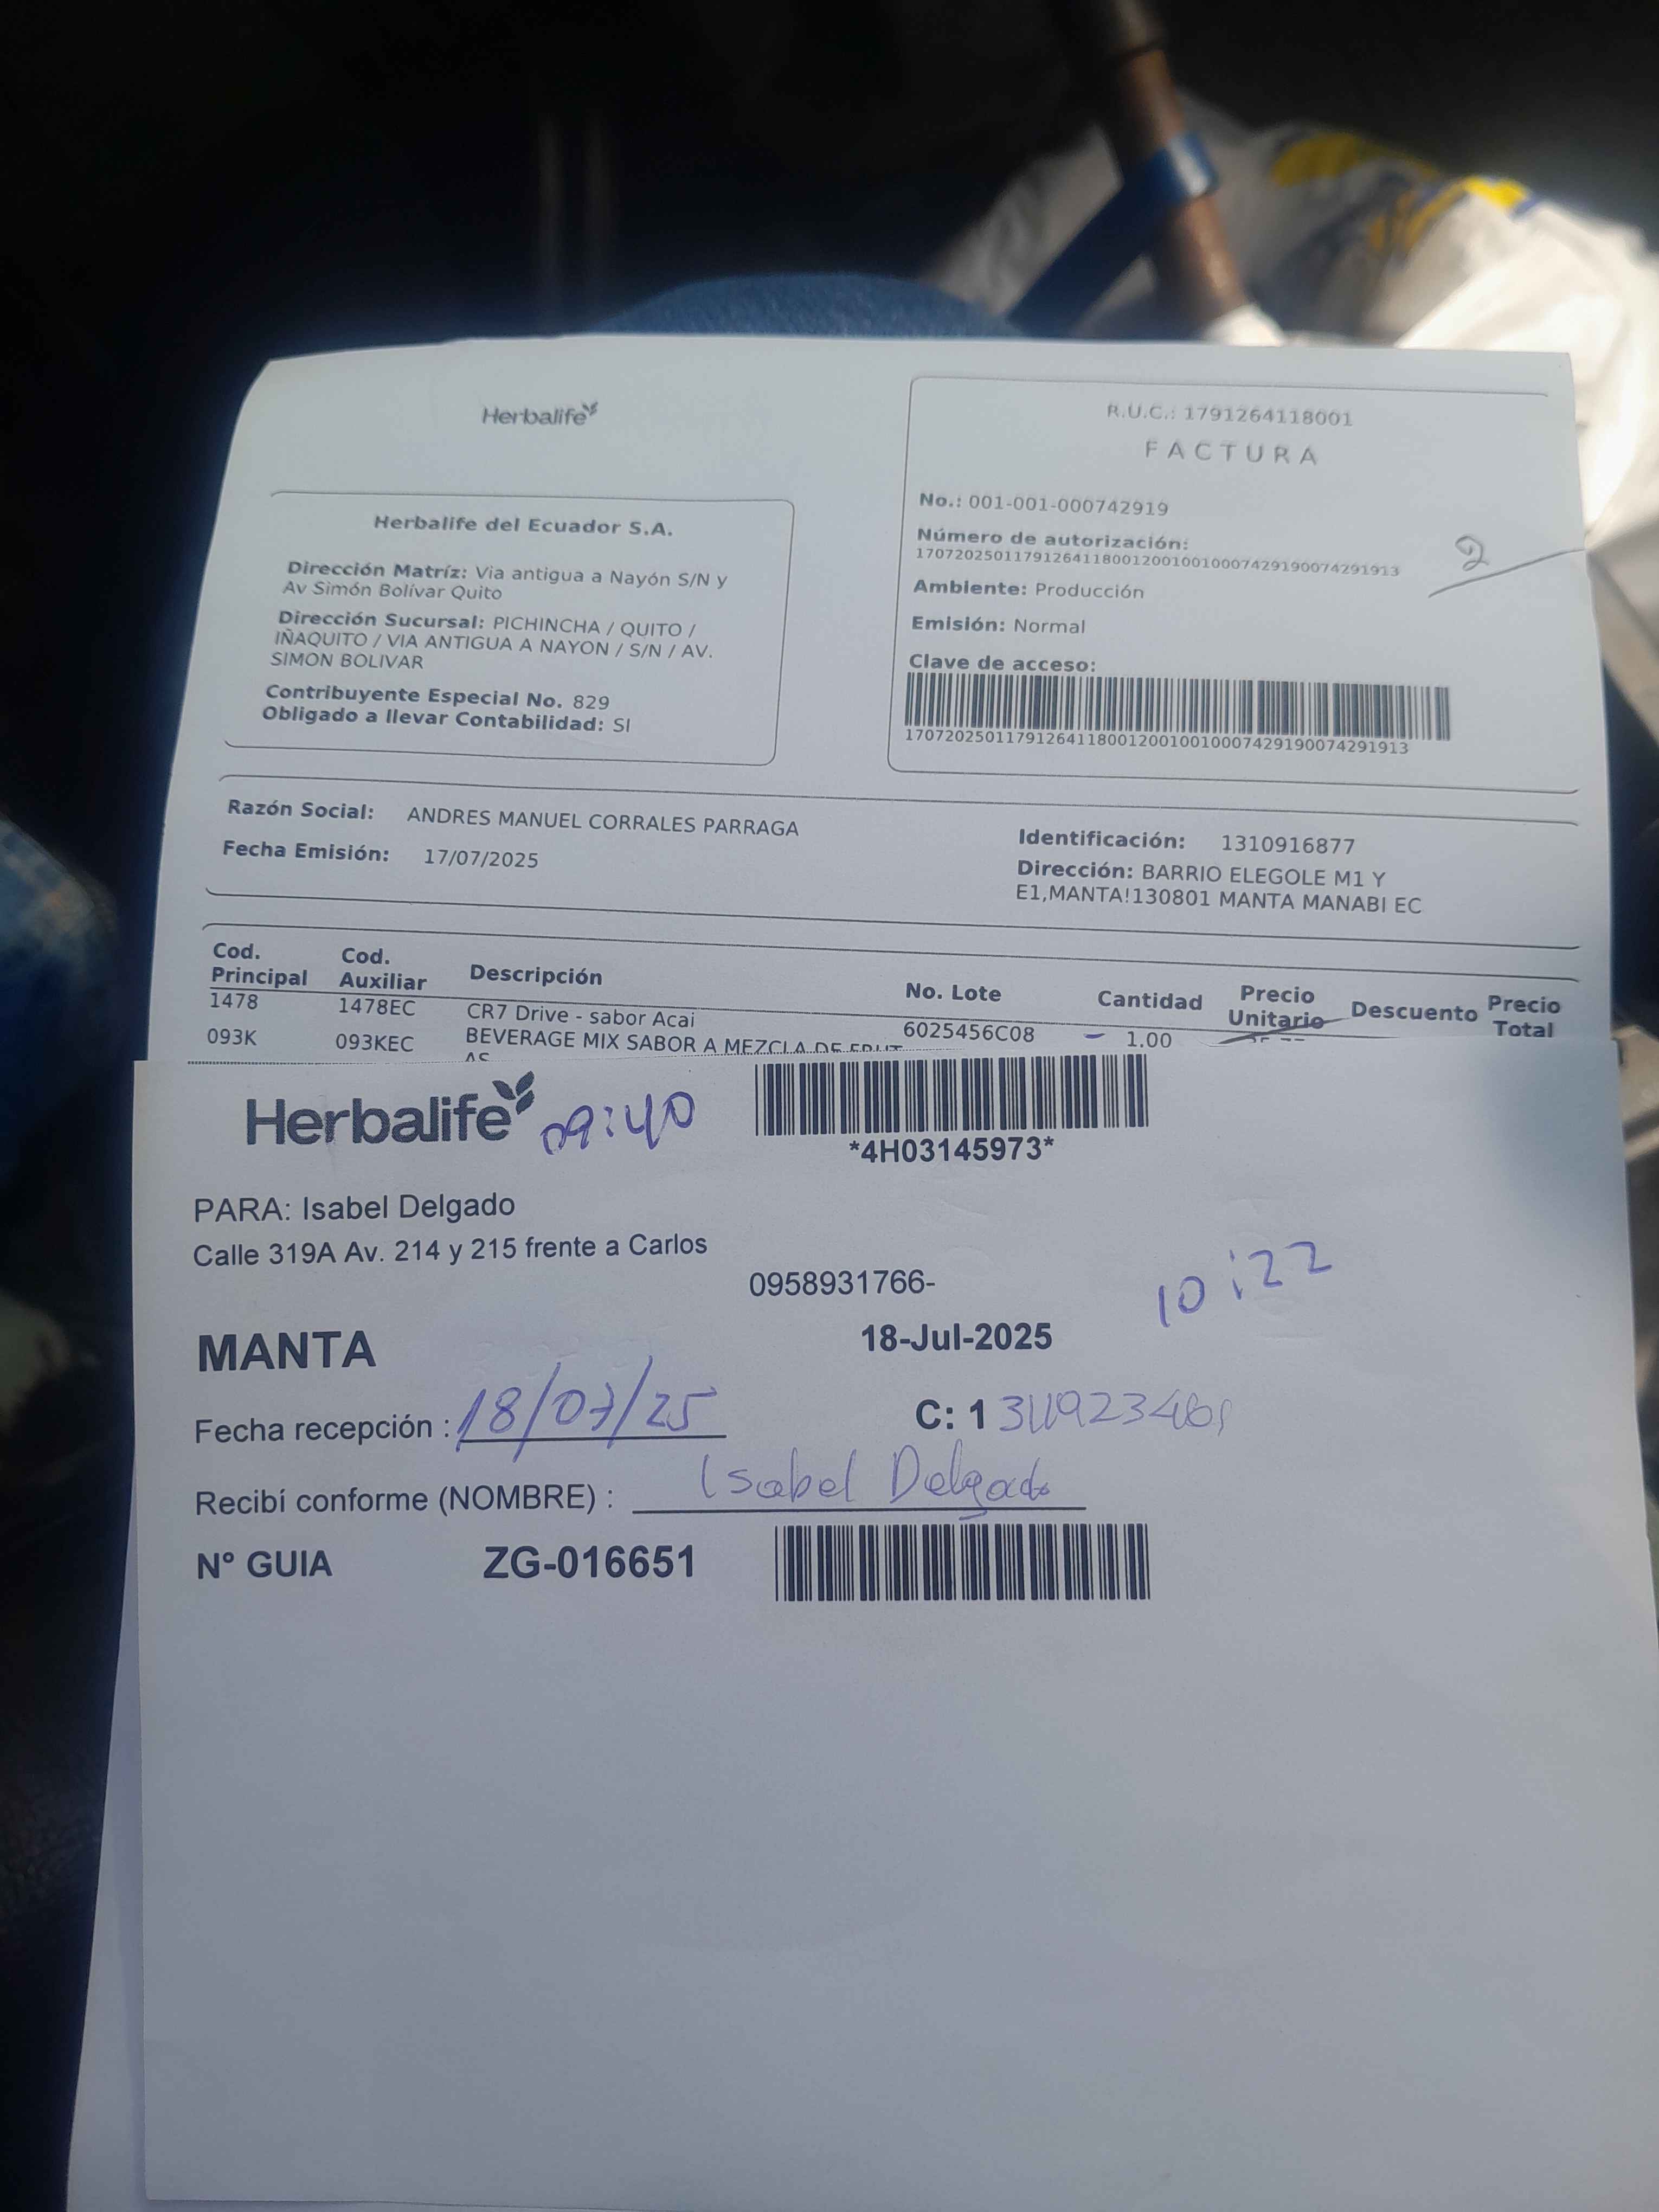 Herbalife
R.U.C.: 1791264118001
FACTURA
No.: 001-001-000742919
Número de autorización:
1707202501179126411800120010010007429190074291913
2
Ambiente: Producción
Emisión: Normal
Clave de acceso:
1707202501179126411800120010010007429190074291913
Herbalife del Ecuador S.A.
Dirección Matríz: Via antigua a Nayón S/N y
Av Simón Bolívar Quito
Dirección Sucursal: PICHINCHA / QUITO /
IÑAQUITO / VIA ANTIGUA A NAYON / S/N / AV.
SIMON BOLIVAR
Contribuyente Especial No. 829
Obligado a llevar Contabilidad: SI
Razón Social: ANDRES MANUEL CORRALES PARRAGA
Fecha Emisión: 17/07/2025
Identificación: 1310916877
Dirección: BARRIO ELEGOLE M1 Y
E1,MANTA!130801 MANTA MANABI EC
Cod. Principal Cod. Auxiliar Descripción No. Lote Cantidad Precio Unitario Descuento Precio Total
1478 1478EC CR7 Drive - sabor Acai 6025456C08 1.00
093K 093KEC BEVERAGE MIX SABOR A MEZCLA DE FRUT
AS
Herbalife 09:40
*4H03145973*
PARA: Isabel Delgado
Calle 319A Av. 214 y 215 frente a Carlos
0958931766-
10:22
MANTA 18-Jul-2025
Fecha recepción : 18/07/25 C: 1
Recibí conforme (NOMBRE) : Isabel Delgado
N° GUIA ZG-016651